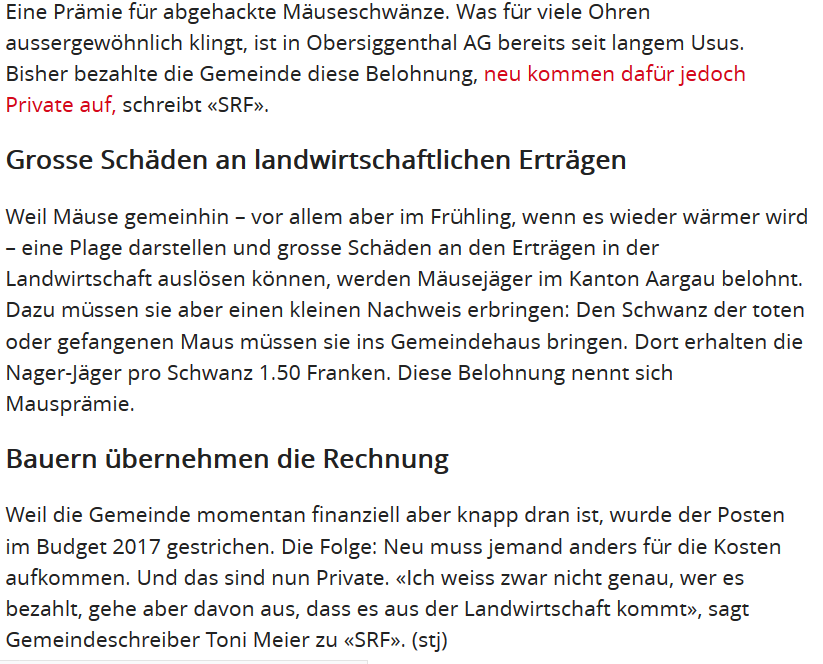 Eine Prämie für abgehackte Mäuseschwänze. Was für viele Ohren
aussergewöhnlich klingt, ist in Obersiggenthal AG bereits seit langem Usus.
Bisher bezahlte die Gemeinde diese Belohnung, neu kommen dafür jedoch
Private auf, schreibt «SRF».
Grosse Schäden an landwirtschaftlichen Erträgen
Weil Mäuse gemeinhin – vor allem aber im Frühling, wenn es wieder wärmer wird
– eine Plage darstellen und grosse Schäden an den Erträgen in der
Landwirtschaft auslösen können, werden Mäusejäger im Kanton Aargau belohnt.
Dazu müssen sie aber einen kleinen Nachweis erbringen: Den Schwanz der toten
oder gefangenen Maus müssen sie ins Gemeindehaus bringen. Dort erhalten die
Nager-Jäger pro Schwanz 1.50 Franken. Diese Belohnung nennt sich
Mausprämie.
Bauern übernehmen die Rechnung
Weil die Gemeinde momentan finanziell aber knapp dran ist, wurde der Posten
im Budget 2017 gestrichen. Die Folge: Neu muss jemand anders für die Kosten
aufkommen. Und das sind nun Private. «Ich weiss zwar nicht genau, wer es
bezahlt, gehe aber davon aus, dass es aus der Landwirtschaft kommt», sagt
Gemeindeschreiber Toni Meier zu «SRF». (stj)